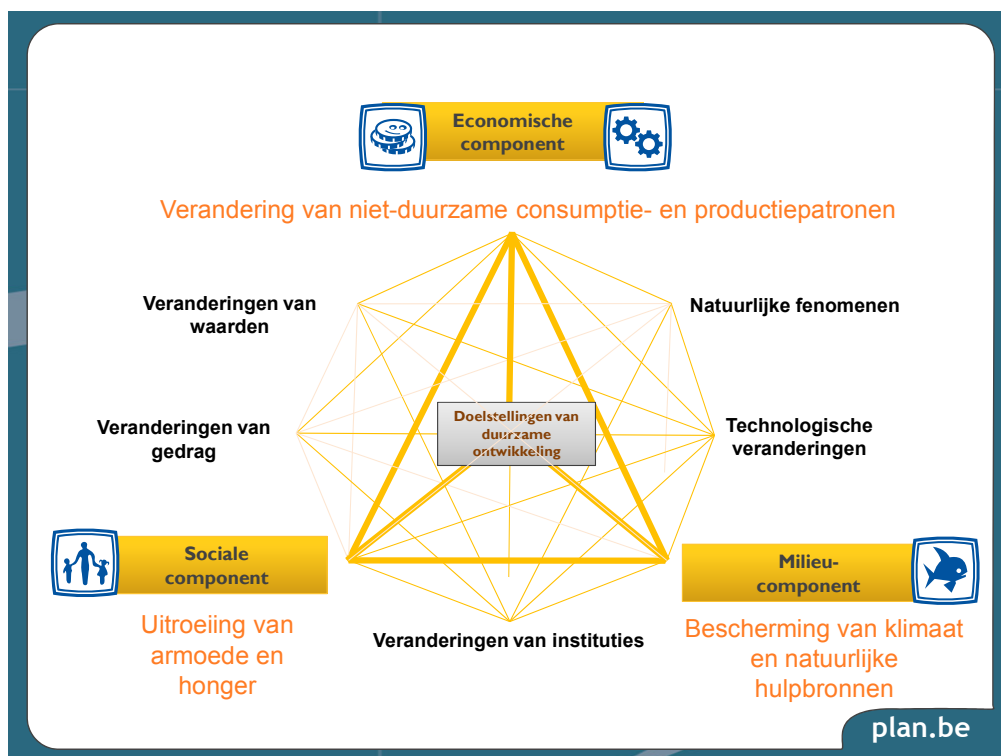 Economische
component
Verandering van niet-duurzame consumptie- en productiepatronen
Veranderingen van
waarden
Natuurlijke fenomenen
Veranderingen van
gedrag
Doelstellingen van
duurzame
ontwikkeling
Technologische
veranderingen
Sociale
component
Milieu-
component
Uitroeiing van
armoede en
honger
Veranderingen van instituties
Bescherming van klimaat
en natuurlijke
hulpbronnen
plan.be